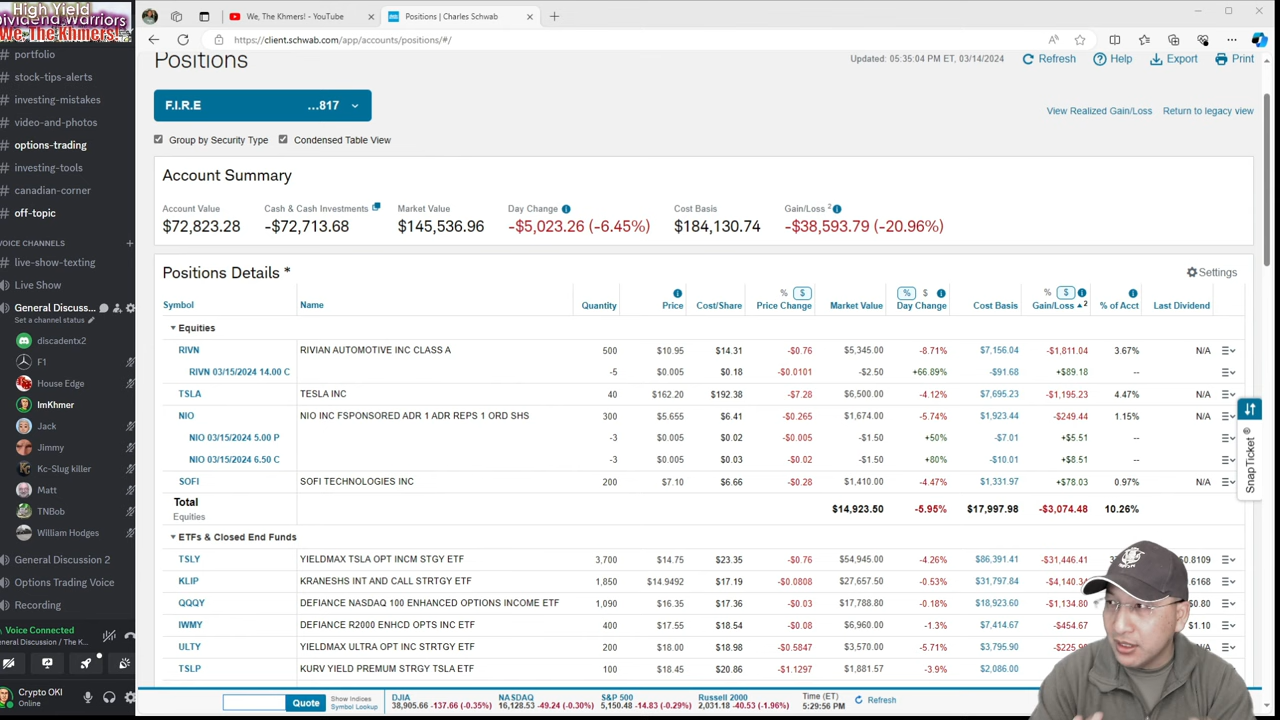 High Yield
Dividend Warriors
We The Khmers!
# portfolio
# stock-tips-alerts
# investing-mistakes
# video-and-photos
# options-trading
# investing-tools
# canadian-corner
# off-topic
VOICE CHANNELS
live-show-texting
Live Show
General Discuss...
Set a channel status
discadentx2
F1
House Edge
ImKhmer
Jack
Jimmy
Kc-Slug killer
Matt
TNBob
William Hodges
General Discussion 2
Options Trading Voice
Recording
Voice Connected
General Discussion / The K...
Crypto OKI
Online
We, The Khmers! - YouTube
Positions | Charles Schwab
https://client.schwab.com/app/accounts/positions/#/
Positions
Updated: 05:35:04 PM ET, 03/14/2024
Refresh Help Export Print
F.I.R.E ...817
View Realized Gain/Loss Return to legacy view
Group by Security Type Condensed Table View
Account Summary
Account Value Cash & Cash Investments Market Value Day Change Cost Basis Gain/Loss 2
$72,823.28 -$72,713.68 $145,536.96 -$5,023.26 (-6.45%) $184,130.74 -$38,593.79 (-20.96%)
Positions Details *
Settings
% $ % $ % $
Symbol Name Quantity Price Cost/Share Price Change Market Value Day Change Cost Basis Gain/Loss 2 % of Acct Last Dividend
Equities
RIVN RIVIAN AUTOMOTIVE INC CLASS A 500 $10.95 $14.31 -$0.76 $5,345.00 -8.71% $7,156.04 -$1,811.04 3.67% N/A
RIVN 03/15/2024 14.00 C -5 $0.005 $0.18 -$0.0101 -$2.50 +66.89% -$91.68 +$89.18 --
TSLA TESLA INC 40 $162.20 $192.38 -$7.28 $6,500.00 -4.12% $7,695.23 -$1,195.23 4.47% N/A
NIO NIO INC FSPONSORED ADR 1 ADR REPS 1 ORD SHS 300 $5.655 $6.41 -$0.265 $1,674.00 -5.74% $1,923.44 -$249.44 1.15% N/A
NIO 03/15/2024 5.00 P -3 $0.005 $0.02 -$0.005 -$1.50 +50% -$7.01 +$5.51 --
NIO 03/15/2024 6.50 C -3 $0.005 $0.03 -$0.02 -$1.50 +80% -$10.01 +$8.51 --
SOFI SOFI TECHNOLOGIES INC 200 $7.10 $6.66 -$0.28 $1,410.00 -4.47% $1,331.97 +$78.03 0.97% N/A
Total
Equities
$14,923.50 -5.95% $17,997.98 -$3,074.48 10.26%
ETFs & Closed End Funds
TSLY YIELDMAX TSLA OPT INCM STGY ETF 3,700 $14.75 $23.35 -$0.76 $54,945.00 -4.26% $86,391.41 -$31,446.41 $0.8109
KLIP KRANESHS INT AND CALL STRTGY ETF 1,850 $14.9492 $17.19 -$0.0808 $27,657.50 -0.53% $31,797.84 -$4,140.34
QQQY DEFIANCE NASDAQ 100 ENHANCED OPTIONS INCOME ETF 1,090 $16.35 $17.36 -$0.03 $17,788.80 -0.18% $18,923.60 -$1,134.80 $0.80
IWMY DEFIANCE R2000 ENHCD OPTS INC ETF 400 $17.55 $18.54 -$0.08 $6,960.00 -1.3% $7,414.67 -$454.67 $1.10
ULTY YIELDMAX ULTRA OPT INC STRGY ETF 200 $18.00 $18.98 -$0.5847 $3,570.00 -5.71% $3,795.90
TSLP KURV YIELD PREMUM STRGY TSLA ETF 100 $18.45 $20.86 -$1.1297 $1,881.57 -3.9% $2,086.00
SnapTicket ®
Quote
Show Indices
Symbol Lookup
DJIA
38,905.66 -137.66 (-0.35%)
NASDAQ
16,128.53 -49.24 (-0.30%)
S&P 500
5,150.48 -14.83 (-0.29%)
Russell 2000
2,031.18 -40.53 (-1.96%)
Time (ET)
5:29:56 PM
Refresh